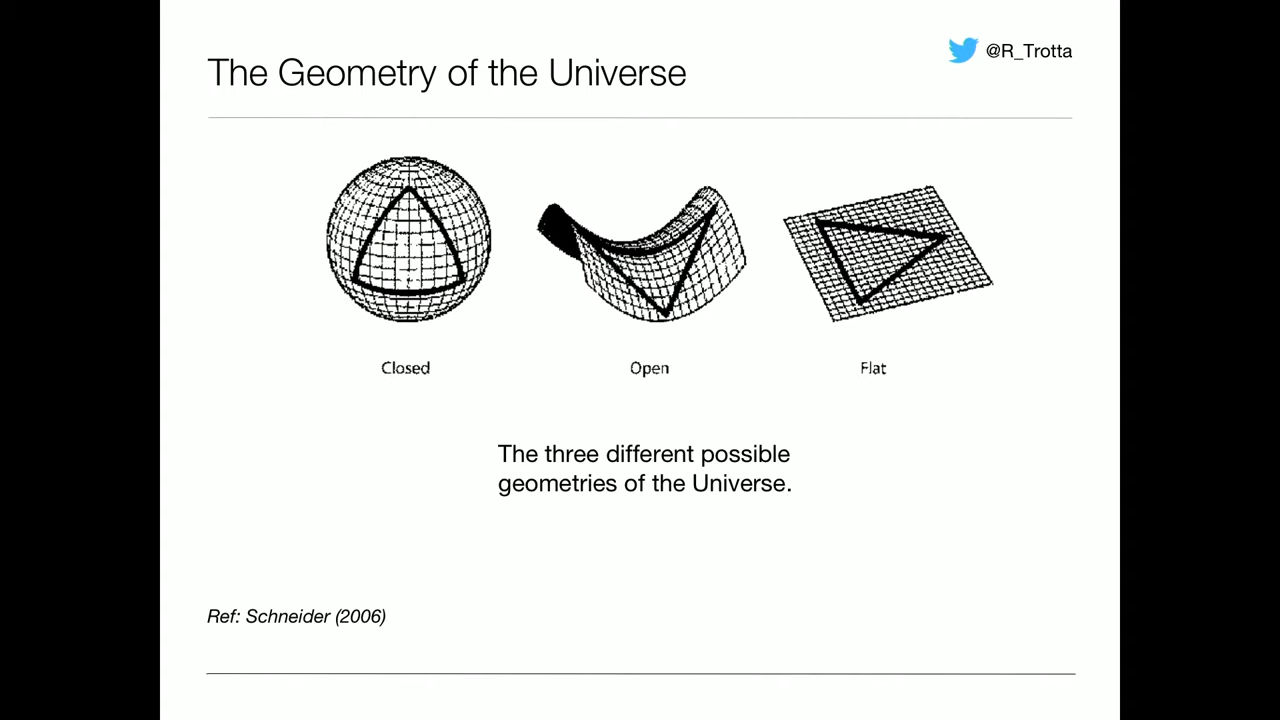 The Geometry of the Universe
@R_Trotta
Closed
Open
Flat
The three different possible
geometries of the Universe.
Ref: Schneider (2006)